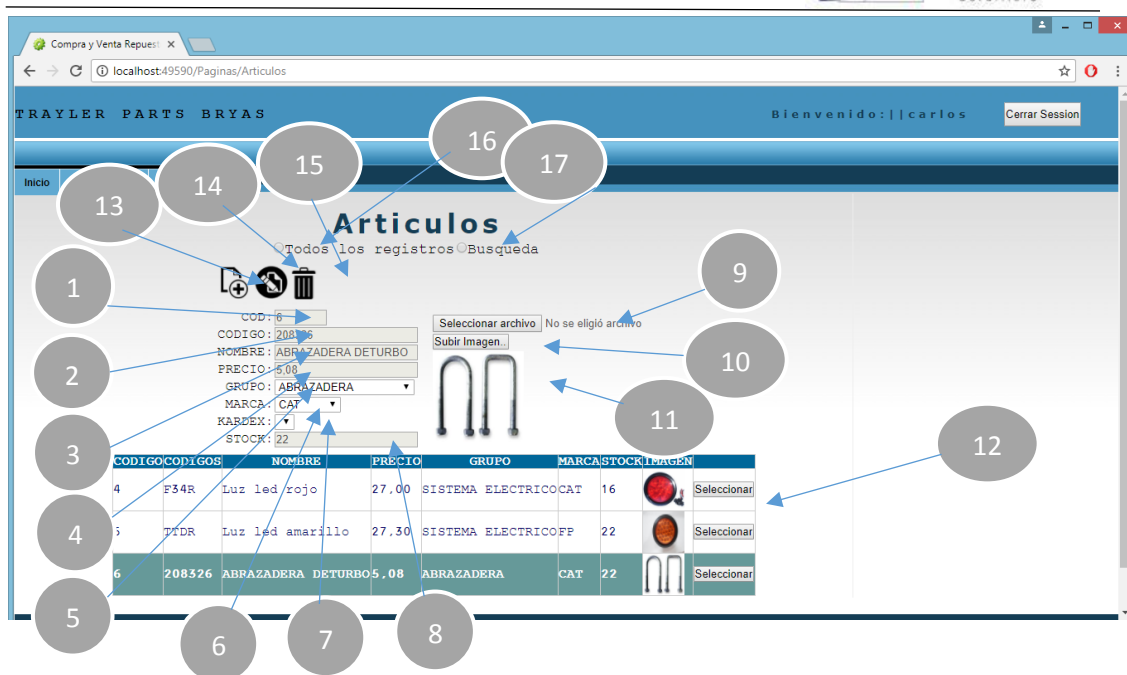 Compra y Venta Repuest
localhost:49590/Paginas/Articulos
TRAYLER PARTS BRYAS
Bienvenido:||carlos
Cerrar Session
16
15
17
14
Inicio
13
Articulos
Todos los registros Busqueda
9
1
COD: 6
Seleccionar archivo No se eligió archivo
CODIGO: 208326
Subir Imagen..
NOMBRE: ABRAZADERA DETURBO
10
2
PRECIO: 5,08
GRUPO: ABRAZADERA
MARCA: CAT
11
KARDEX:
STOCK: 22
12
3
CODIGO CODIGOS NOMBRE PRECIO GRUPO MARCA STOCK IMAGEN
4 F34R Luz led rojo 27,00 SISTEMA ELECTRICO CAT 16 Seleccionar
4
5 TTDR Luz led amarillo 27,30 SISTEMA ELECTRICO FP 22 Seleccionar
6 208326 ABRAZADERA DETURBO 5,08 ABRAZADERA CAT 22 Seleccionar
5
6
7
8